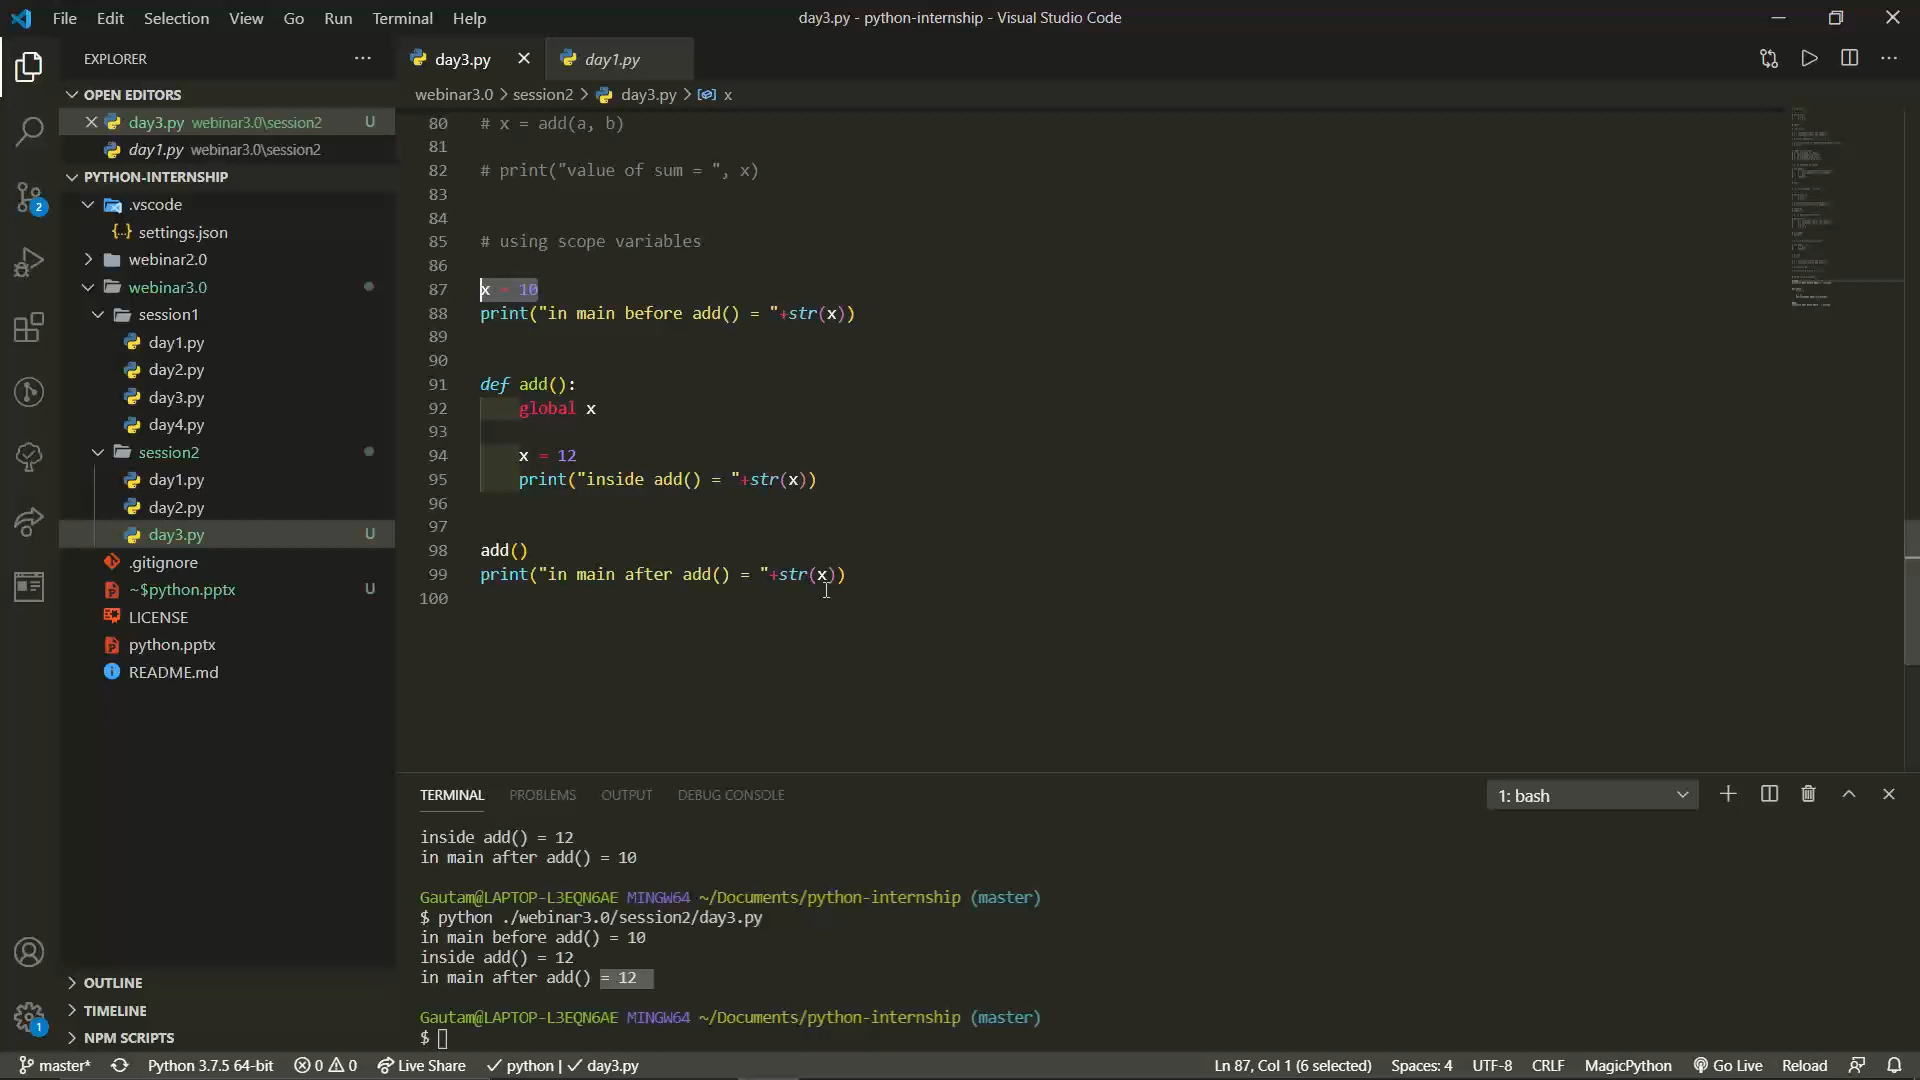 File Edit Selection View Go Run Terminal Help
day3.py - python-internship - Visual Studio Code
EXPLORER
OPEN EDITORS
day3.py webinar3.0\session2 U
day1.py webinar3.0\session2
PYTHON-INTERNSHIP
.vscode
settings.json
webinar2.0
webinar3.0
session1
day1.py
day2.py
day3.py
day4.py
session2
day1.py
day2.py
day3.py U
.gitignore
~$python.pptx U
LICENSE
python.pptx
README.md
OUTLINE
TIMELINE
NPM SCRIPTS
2
1
day3.py day1.py
webinar3.0 > session2 > day3.py > x
80 # x = add(a, b)
81
82 # print("value of sum = ", x)
83
84
85 # using scope variables
86
87 x = 10
88 print("in main before add() = "+str(x))
89
90
91 def add():
92 global x
93
94 x = 12
95 print("inside add() = "+str(x))
96
97
98 add()
99 print("in main after add() = "+str(x))
100
TERMINAL PROBLEMS OUTPUT DEBUG CONSOLE
1: bash
inside add() = 12
in main after add() = 10
Gautam@LAPTOP-L3EQN6AE MINGW64 ~/Documents/python-internship (master)
$ python ./webinar3.0/session2/day3.py
in main before add() = 10
inside add() = 12
in main after add() = 12
Gautam@LAPTOP-L3EQN6AE MINGW64 ~/Documents/python-internship (master)
$
master* Python 3.7.5 64-bit 0 0 Live Share python | day3.py Ln 87, Col 1 (6 selected) Spaces: 4 UTF-8 CRLF MagicPython Go Live Reload